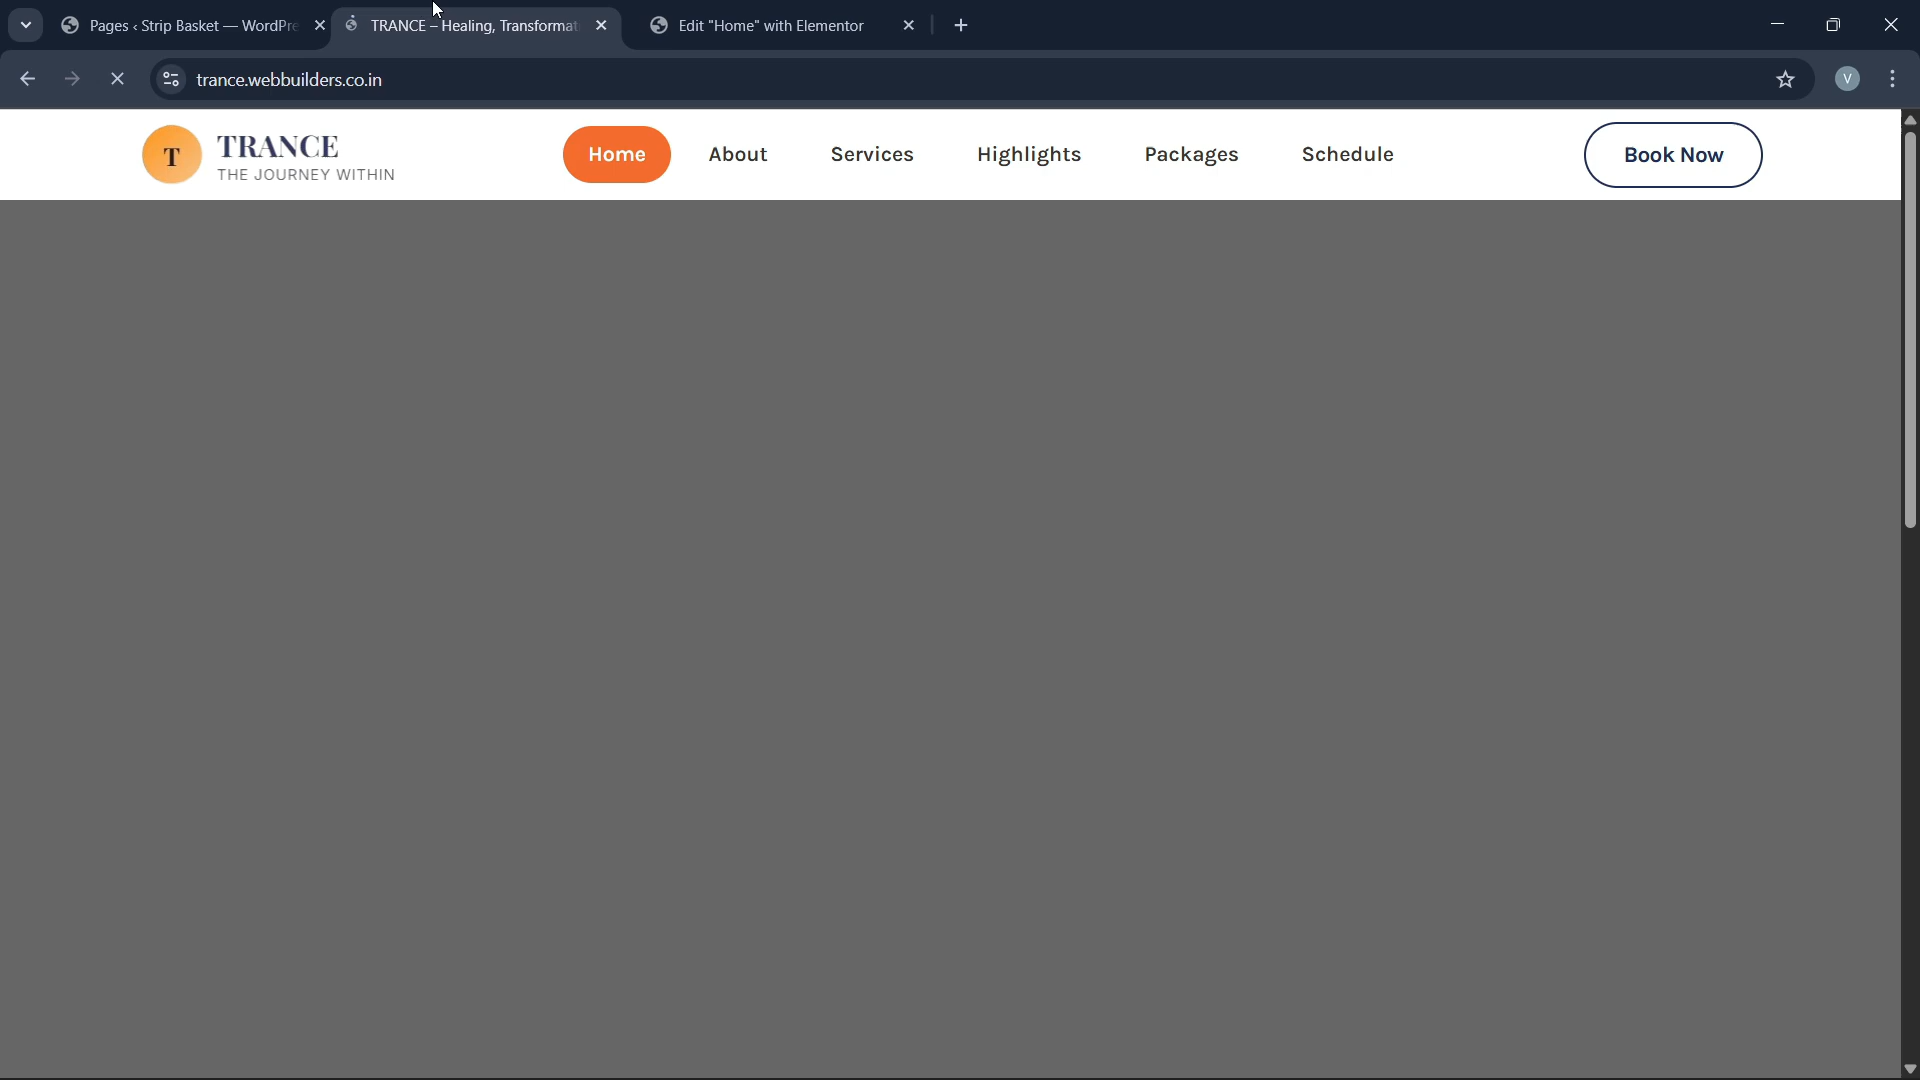 Pages ‹ Strip Basket — WordPre
TRANCE – Healing, Transformat
Edit "Home" with Elementor
trance.webbuilders.co.in
V
T
TRANCE
THE JOURNEY WITHIN
Home
About
Services
Highlights
Packages
Schedule
Book Now